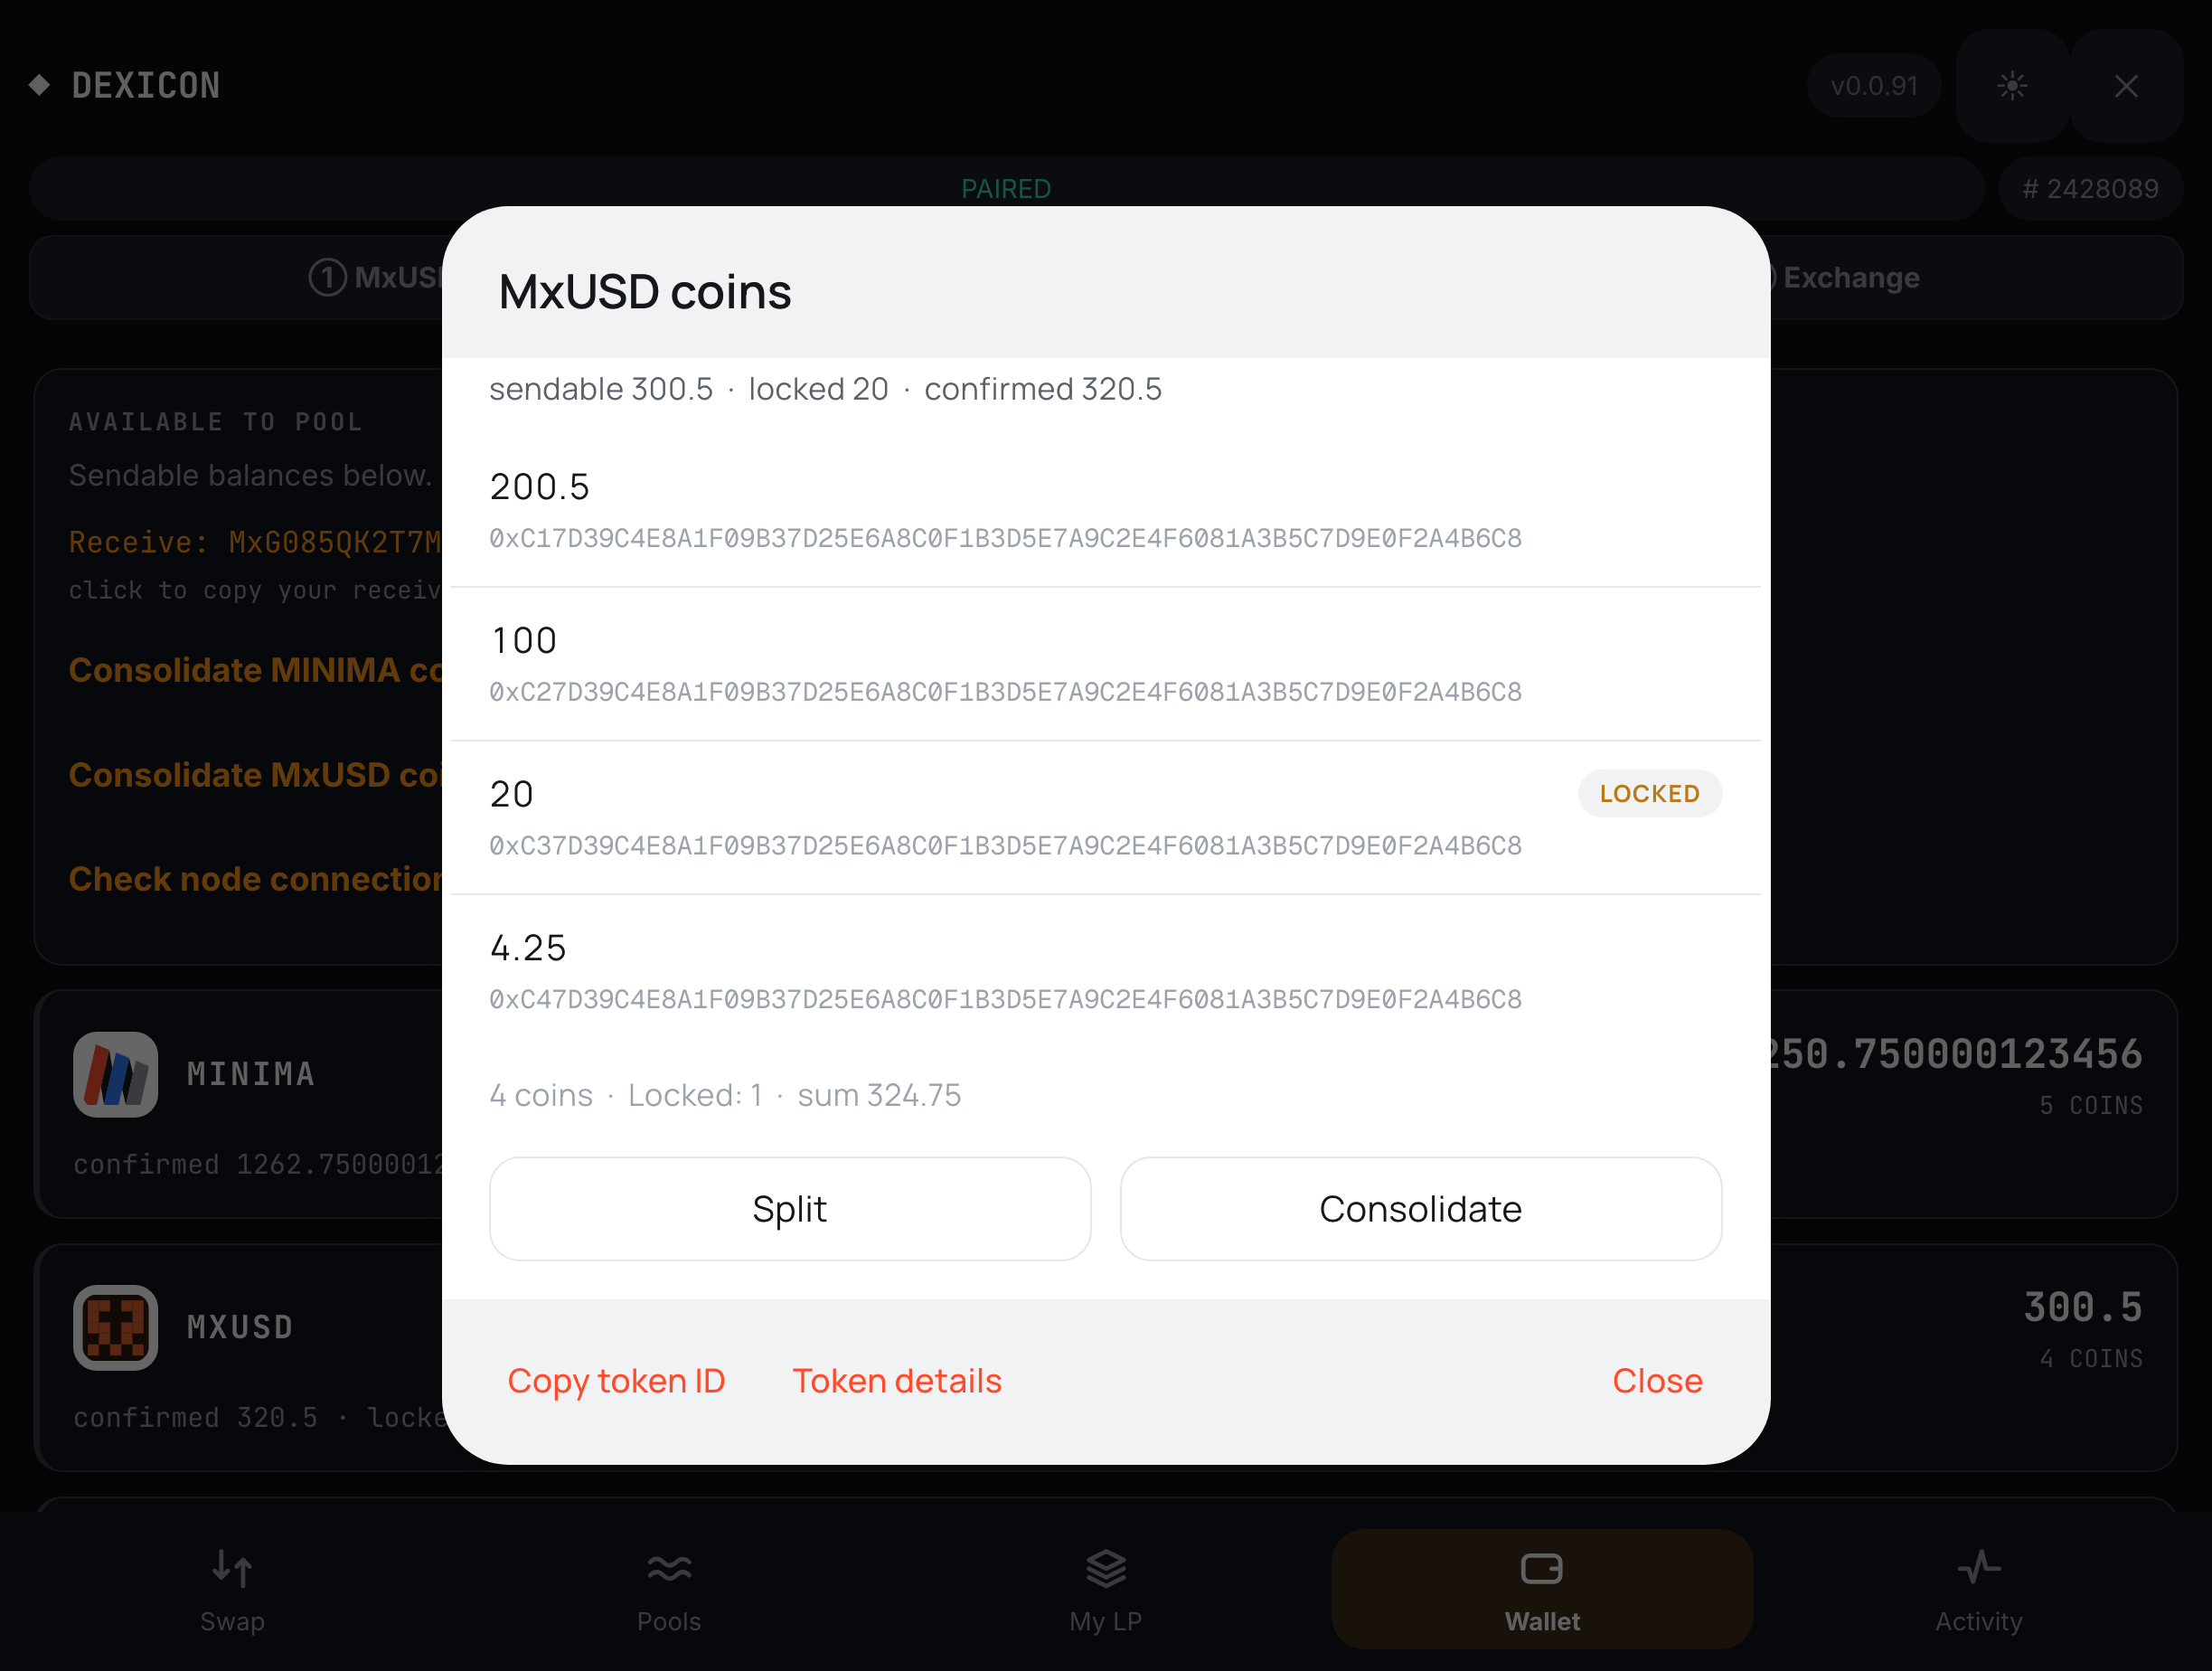 DEXICON
v0.0.91
PAIRED
# 2428089
1 MxUS
Exchange
MxUSD coins
sendable 300.5 · locked 20 · confirmed 320.5
200.5
0xC17D39C4E8A1F09B37D25E6A8C0F1B3D5E7A9C2E4F6081A3B5C7D9E0F2A4B6C8
100
0xC27D39C4E8A1F09B37D25E6A8C0F1B3D5E7A9C2E4F6081A3B5C7D9E0F2A4B6C8
20
LOCKED
0xC37D39C4E8A1F09B37D25E6A8C0F1B3D5E7A9C2E4F6081A3B5C7D9E0F2A4B6C8
4.25
0xC47D39C4E8A1F09B37D25E6A8C0F1B3D5E7A9C2E4F6081A3B5C7D9E0F2A4B6C8
4 coins · Locked: 1 · sum 324.75
Split
Consolidate
Copy token ID
Token details
Close
AVAILABLE TO POOL
Sendable balances below.
Receive: MxG085QK2T7M
click to copy your receiv
Consolidate MINIMA co
Consolidate MxUSD coi
Check node connection
MINIMA
250.750000123456
5 COINS
confirmed 1262.75000012
MXUSD
300.5
4 COINS
confirmed 320.5 · locke
Swap
Pools
My LP
Wallet
Activity